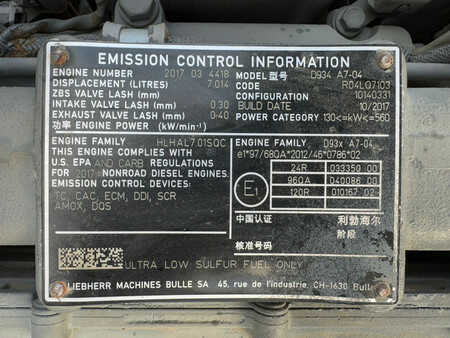 EMISSION CONTROL INFORMATION
ENGINE NUMBER 2017 03 4418
DISPLACEMENT (LITRES) 7.014
ZBS VALVE LASH (mm)
INTAKE VALVE LASH (mm) 0.30
EXHAUST VALVE LASH (mm) 0.40
功率 ENGINE POWER (kW/min⁻¹)
MODEL 型号 D934 A7-04
CODE R04L07103
CONFIGURATION 10140331
BUILD DATE 10/2017
POWER CATEGORY 130<=kW<=560
ENGINE FAMILY HLHAL7.01SQC
THIS ENGINE COMPLIES WITH
U.S. EPA AND CARB REGULATIONS
FOR 2017 NONROAD DIESEL ENGINES.
EMISSION CONTROL DEVICES:
TC, CAC, ECM, DDI, SCR
AMOX, DQS
ENGINE FAMILY D93x A7-04
e1*97/68QA*2012/46*0786*02
E1
24R 033350 00
96QA 040086 00
120R 010167 02
中国认证 利勃海尔
阶段
核准号码
ULTRA LOW SULFUR FUEL ONLY
LIEBHERR MACHINES BULLE SA 45, rue de l'industrie, CH-1630 Bulle